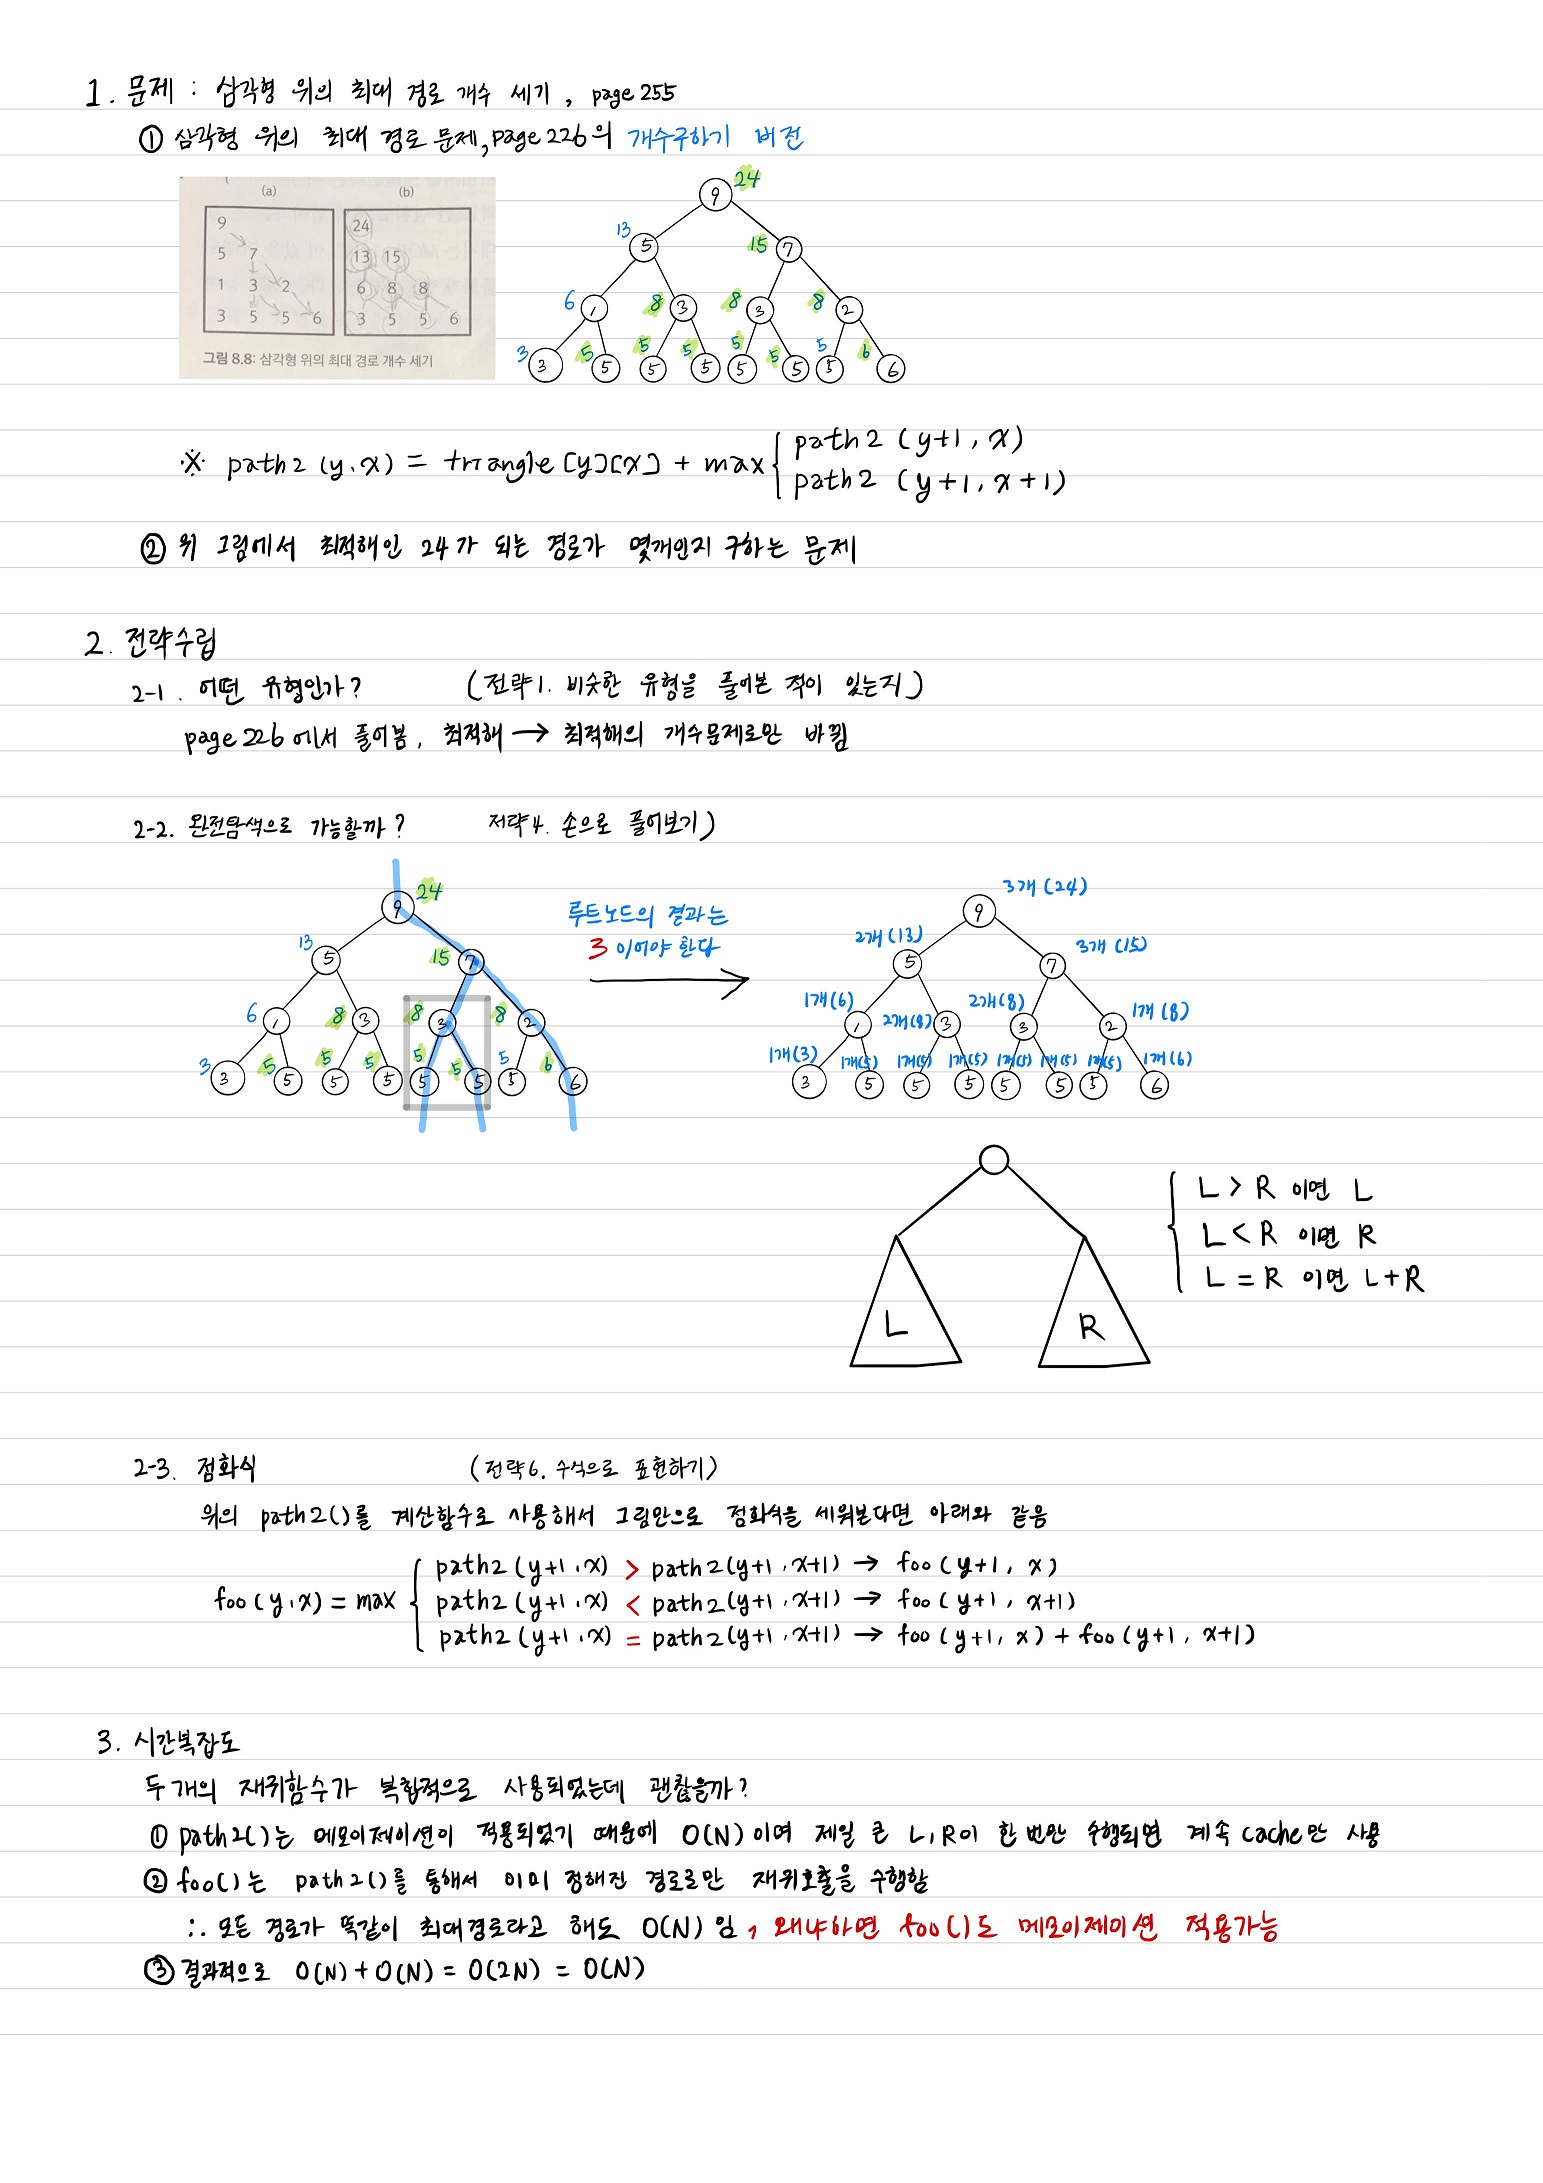 1. 문제 : 삼각형 위의 최대 경로 개수 세기, page 255
① 삼각형 위의 최대 경로 문제, page 226의 개수구하기 버전
(a) (b)
9
5 7
1 3 2
3 5 5 6
24
13 15
6 8 8
3 5 5 6
그림 8.8: 삼각형 위의 최대 경로 개수 세기
9 24
13 5 15 7
6 1 8 3 8 3 8 2
3 5 5 5 5 5 5 6
3 5 5 5 5 5 5 6
※ path2 (y, x) = triangle[y][x] + max
path2 (y+1, x)
path2 (y+1, x+1)
② 위 그림에서 최적해인 24가 되는 경로가 몇개인지 구하는 문제
2. 전략수립
2-1. 어떤 유형인가? (전략1. 비슷한 유형을 풀어본 적이 있는지)
page 226에서 풀어봄, 최적해 → 최적해의 개수문제로만 바뀜
2-2. 완전탐색으로 가능할까? 전략4. 손으로 풀어보기)
9 24
13 5 15 7
6 1 8 3 8 3 8 2
3 5 5 5 5 5 5 6
3 5 5 5 5 5 5 6
루트노드의 결과는
3 이어야 한다
3개(24)
9
2개(13) 3개(15)
5 7
1개(6) 2개(8) 2개(8) 1개(8)
1 3 3 2
1개(3) 1개(5) 1개(5) 1개(5) 1개(5) 1개(5) 1개(5) 1개(6)
3 5 5 5 5 5 5 6
L > R 이면 L
L < R 이면 R
L = R 이면 L+R
L R
2-3. 점화식 (전략6. 수식으로 표현하기)
위의 path2()를 계산함수로 사용해서 그림만으로 점화식을 세워본다면 아래와 같음
foo(y, x) = max
path2(y+1, x) > path2(y+1, x+1) → foo(y+1, x)
path2(y+1, x) < path2(y+1, x+1) → foo(y+1, x+1)
path2(y+1, x) = path2(y+1, x+1) → foo(y+1, x) + foo(y+1, x+1)
3. 시간복잡도
두개의 재귀함수가 복합적으로 사용되었는데 괜찮을까?
① path2()는 메모이제이션이 적용되었기 때문에 O(N)이며 제일 큰 L,R이 한 번만 수행되면 계속 cache만 사용
② foo()는 path2()를 통해서 이미 정해진 경로로만 재귀호출을 수행함
∴ 모든 경로가 똑같이 최대경로라고 해도 O(N)임, 왜냐하면 foo()도 메모이제이션 적용가능
③ 결과적으로 O(N)+O(N) = O(2N) = O(N)